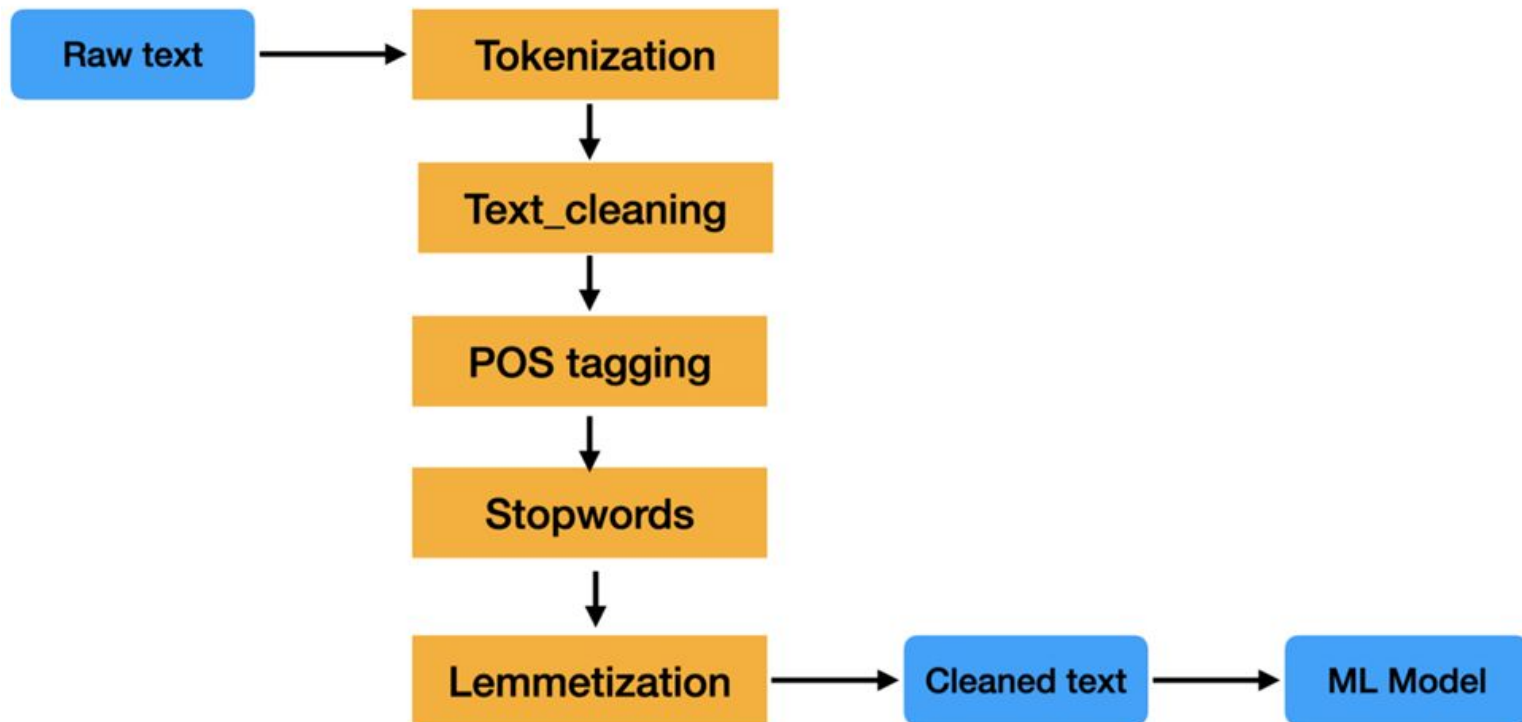 Raw text
Tokenization
Text_cleaning
POS tagging
Stopwords
Lemmetization
Cleaned text
ML Model